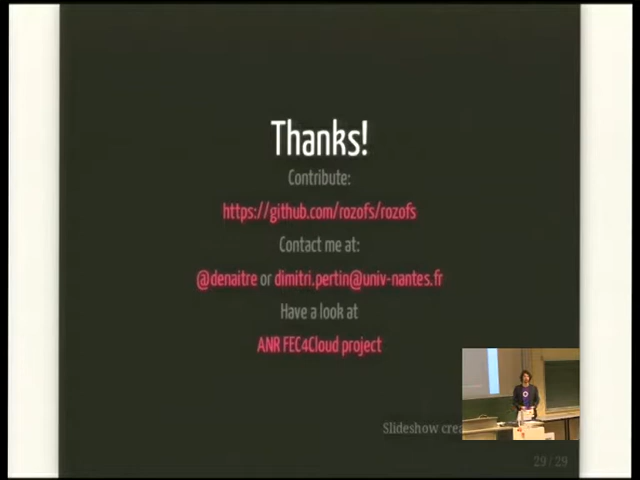 Thanks!
Contribute:
https://github.com/rozofs/rozofs
Contact me at:
@denaitre or dimitri.pertin@univ-nantes.fr
Have a look at
ANR FEC4Cloud project
Slideshow
29 / 29